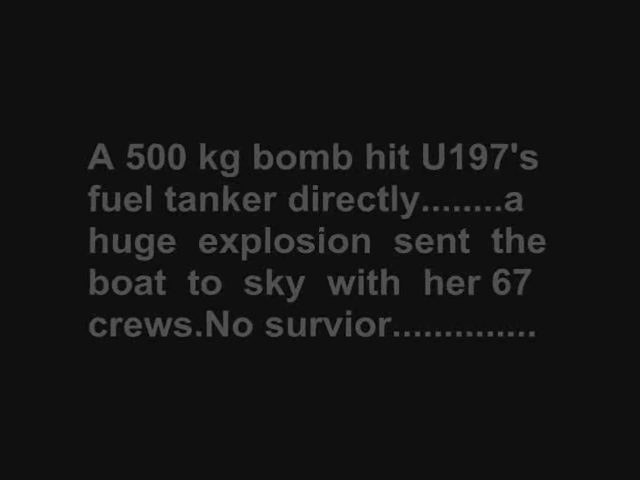 A 500 kg bomb hit U197's
fuel tanker directly........a
huge explosion sent the
boat to sky with her 67
crews.No survior..............